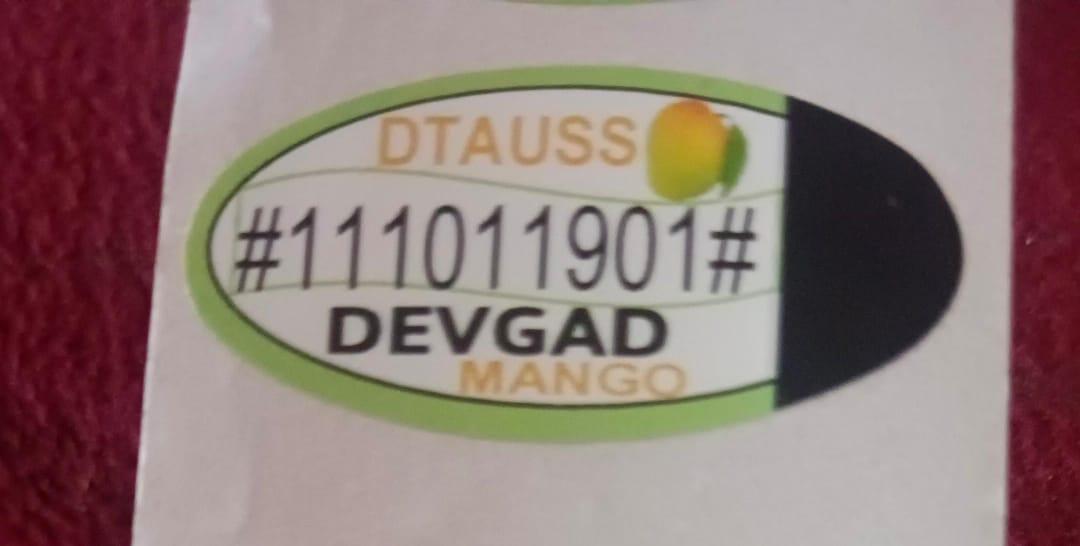 DTAUSS
#111011901#
DEVGAD
MANGO